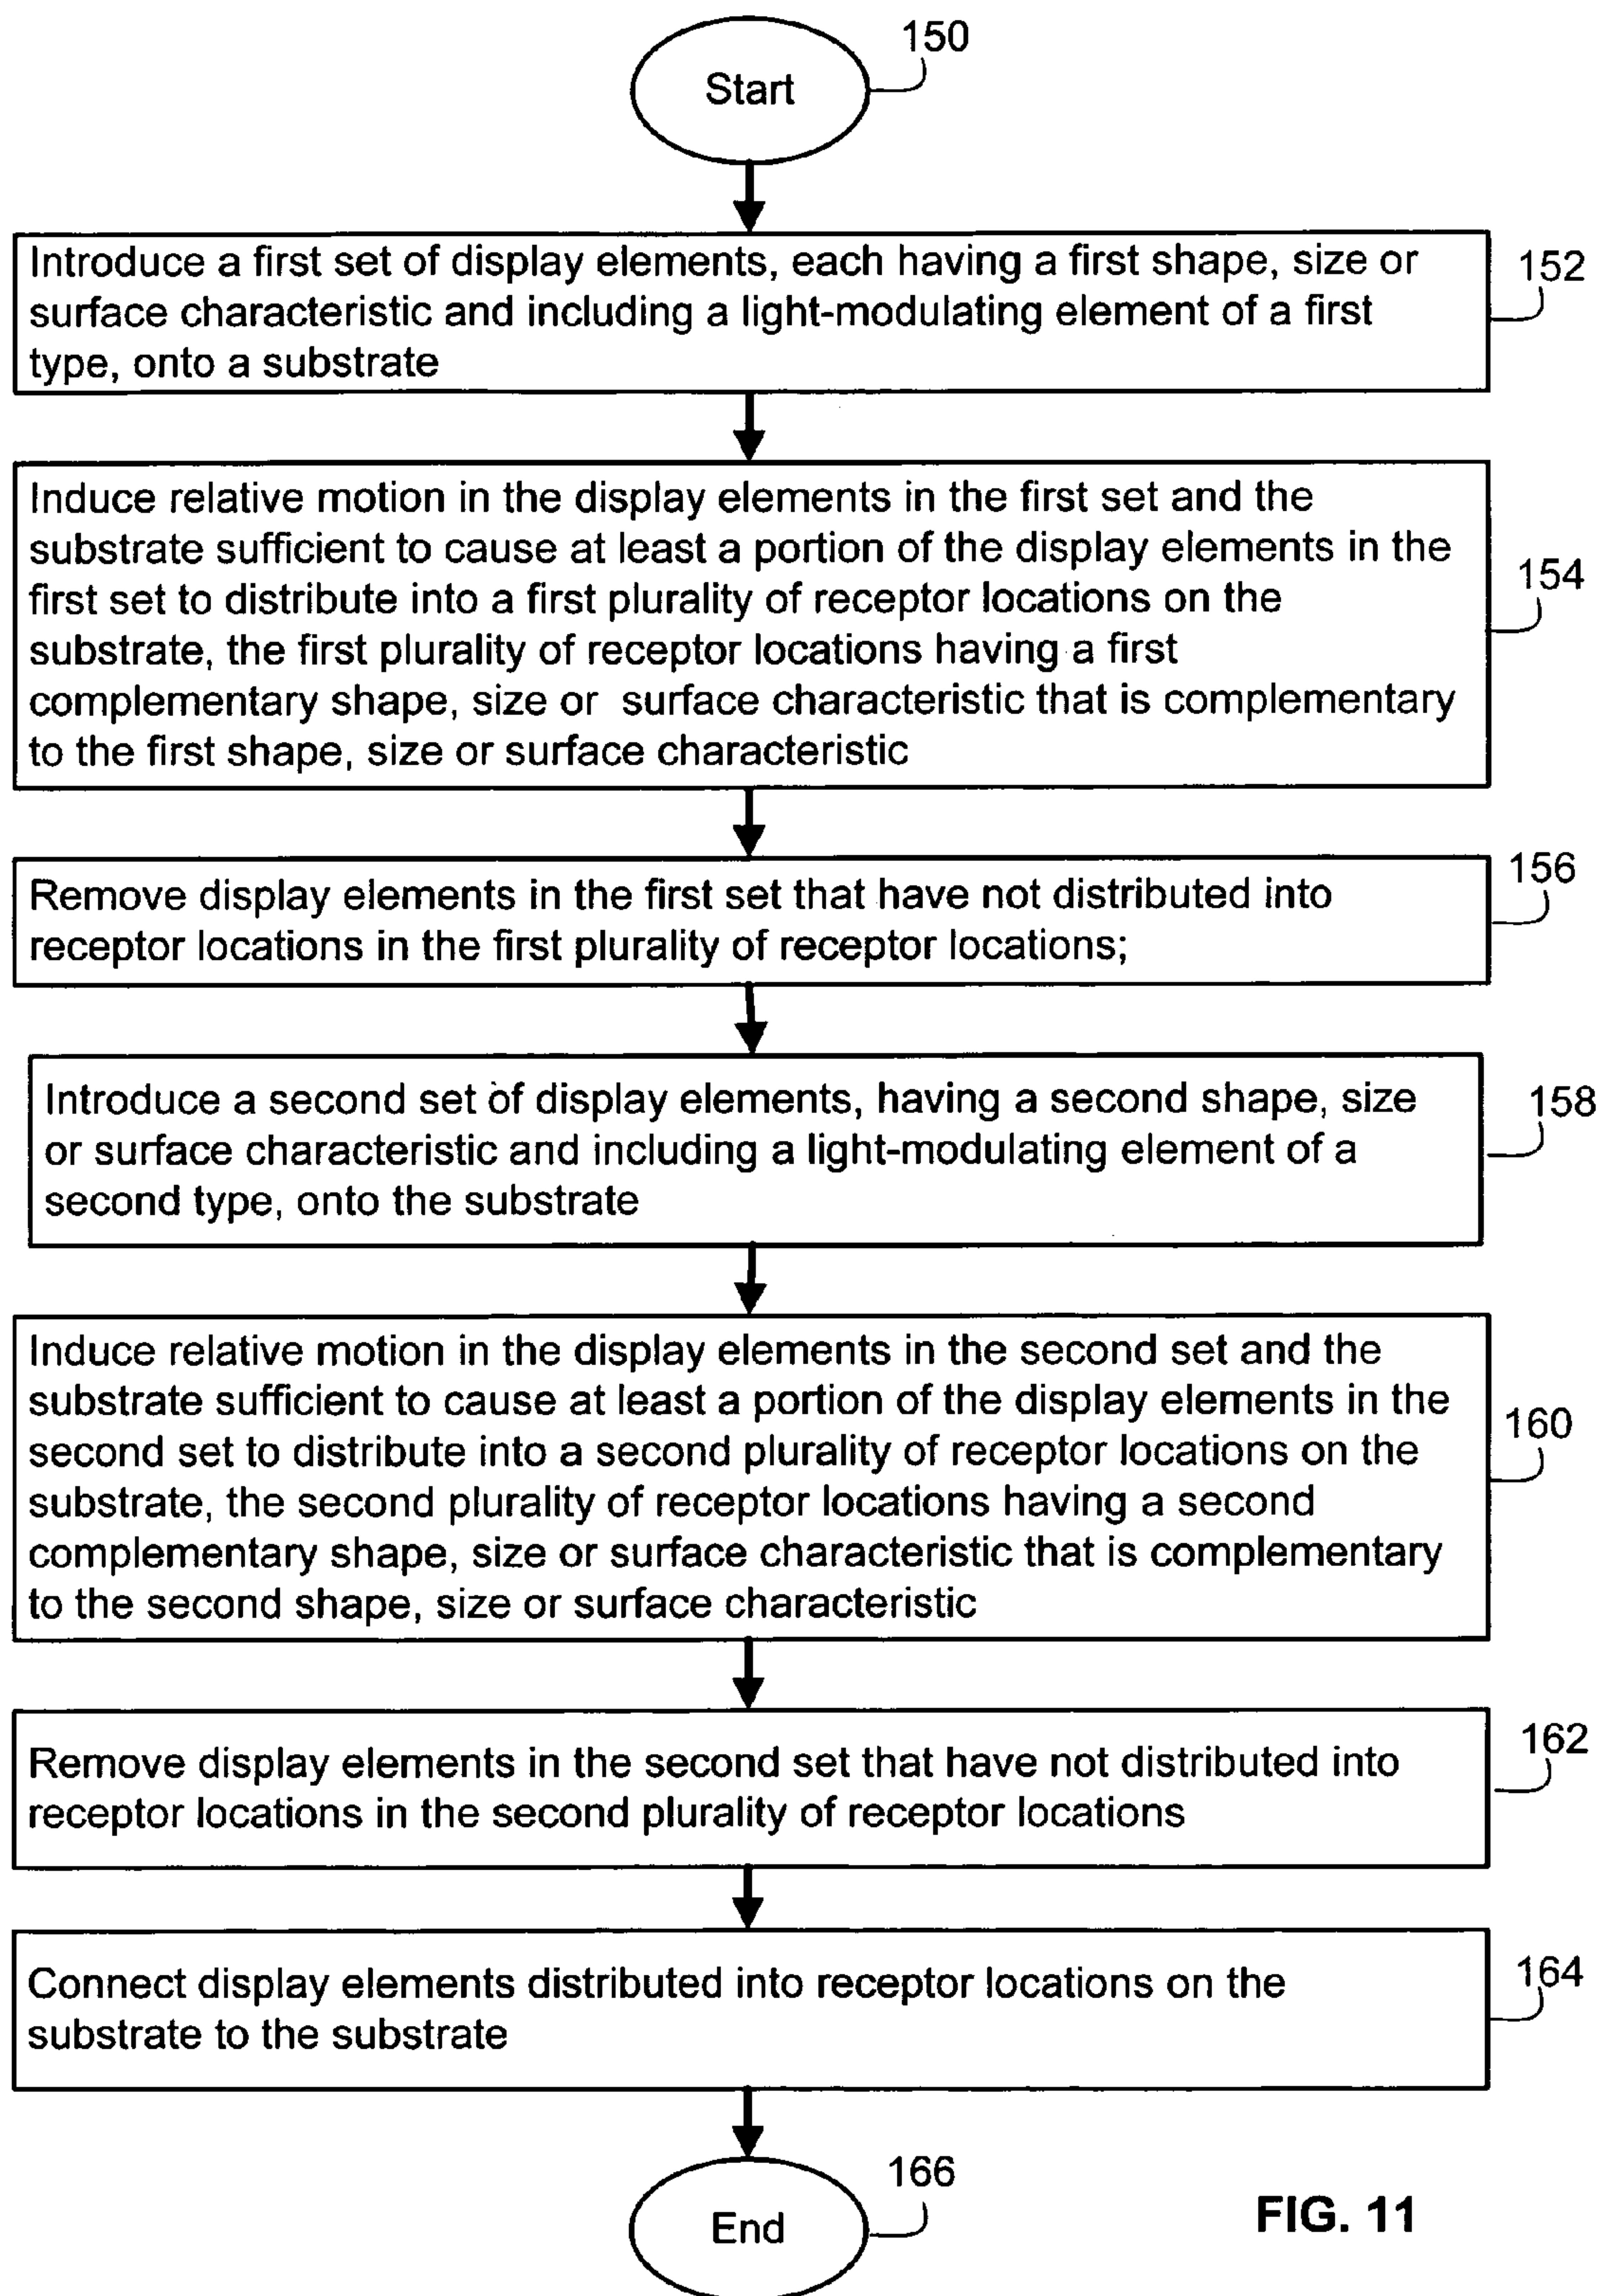 150
Start
Introduce a first set of display elements, each having a first shape, size or
surface characteristic and including a light-modulating element of a first
type, onto a substrate
152
Induce relative motion in the display elements in the first set and the
substrate sufficient to cause at least a portion of the display elements in the
first set to distribute into a first plurality of receptor locations on the
substrate, the first plurality of receptor locations having a first
complementary shape, size or surface characteristic that is complementary
to the first shape, size or surface characteristic
154
Remove display elements in the first set that have not distributed into
receptor locations in the first plurality of receptor locations;
156
Introduce a second set of display elements, having a second shape, size
or surface characteristic and including a light-modulating element of a
second type, onto the substrate
158
Induce relative motion in the display elements in the second set and the
substrate sufficient to cause at least a portion of the display elements in the
second set to distribute into a second plurality of receptor locations on the
substrate, the second plurality of receptor locations having a second
complementary shape, size or surface characteristic that is complementary
to the second shape, size or surface characteristic
160
Remove display elements in the second set that have not distributed into
receptor locations in the second plurality of receptor locations
162
Connect display elements distributed into receptor locations on the
substrate to the substrate
164
166
End
FIG. 11